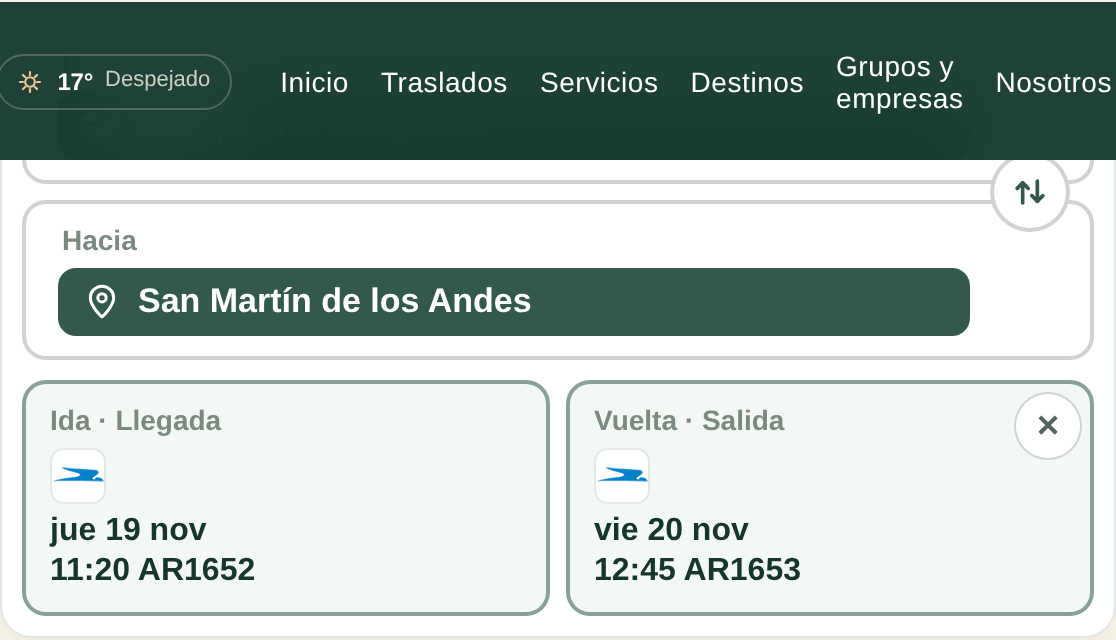 17° Despejado
Inicio
Traslados
Servicios
Destinos
Grupos y
empresas
Nosotros
Hacia
San Martín de los Andes
Ida · Llegada
jue 19 nov
11:20 AR1652
Vuelta · Salida
vie 20 nov
12:45 AR1653